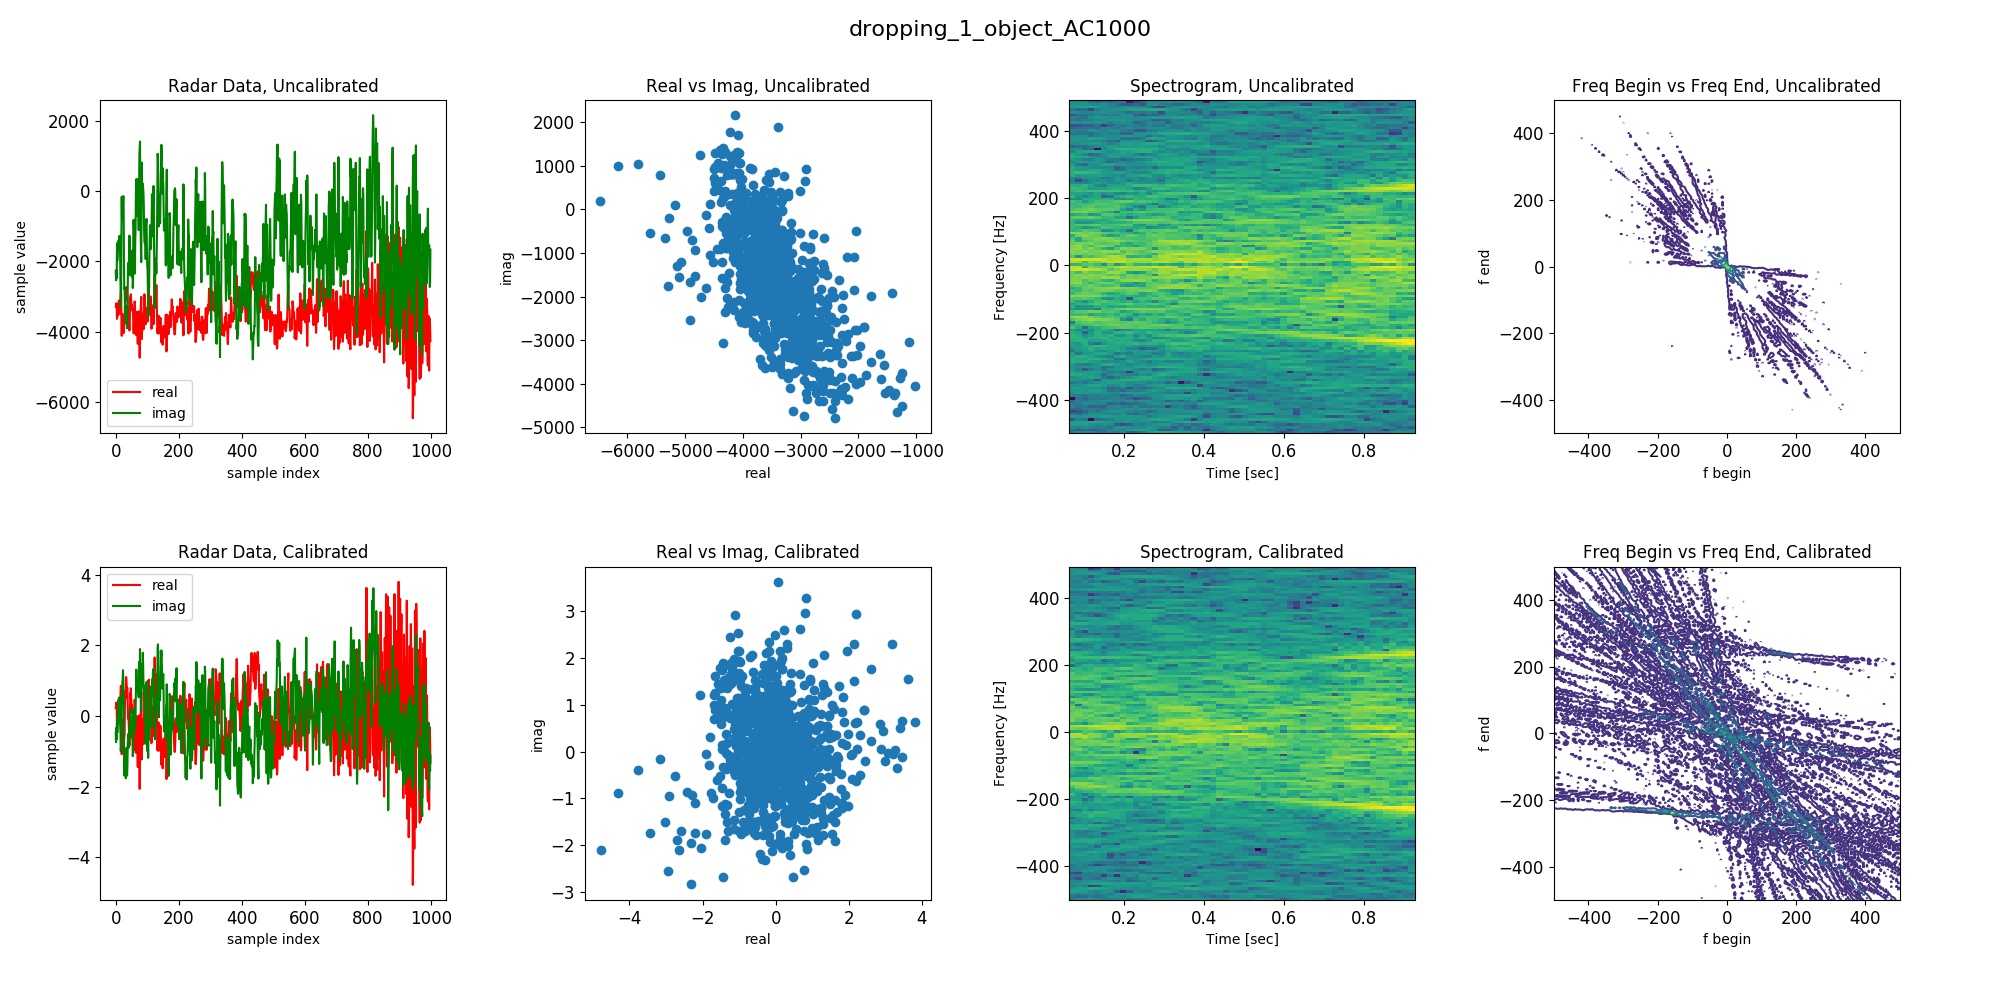 dropping_1_object_AC1000
Radar Data, Uncalibrated
2000
0
−2000
−4000
−6000
sample value
real
imag
0 200 400 600 800 1000
sample index
Real vs Imag, Uncalibrated
2000
1000
0
−1000
−2000
−3000
−4000
−5000
imag
−6000 −5000 −4000 −3000 −2000 −1000
real
Spectrogram, Uncalibrated
400
200
0
−200
−400
Frequency [Hz]
0.2 0.4 0.6 0.8
Time [sec]
Freq Begin vs Freq End, Uncalibrated
400
200
0
−200
−400
f end
−400 −200 0 200 400
f begin
Radar Data, Calibrated
4
2
0
−2
−4
sample value
real
imag
0 200 400 600 800 1000
sample index
Real vs Imag, Calibrated
3
2
1
0
−1
−2
−3
imag
−4 −2 0 2 4
real
Spectrogram, Calibrated
400
200
0
−200
−400
Frequency [Hz]
0.2 0.4 0.6 0.8
Time [sec]
Freq Begin vs Freq End, Calibrated
400
200
0
−200
−400
f end
−400 −200 0 200 400
f begin